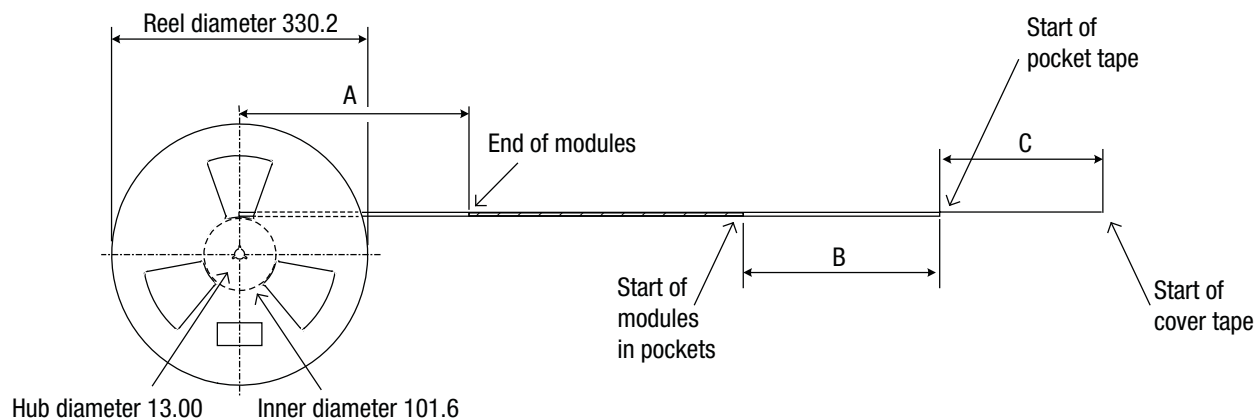 Reel diameter 330.2
Start of
pocket tape
A
C
End of modules
B
Start of
modules
in pockets
Start of
cover tape
Hub diameter 13.00
Inner diameter 101.6